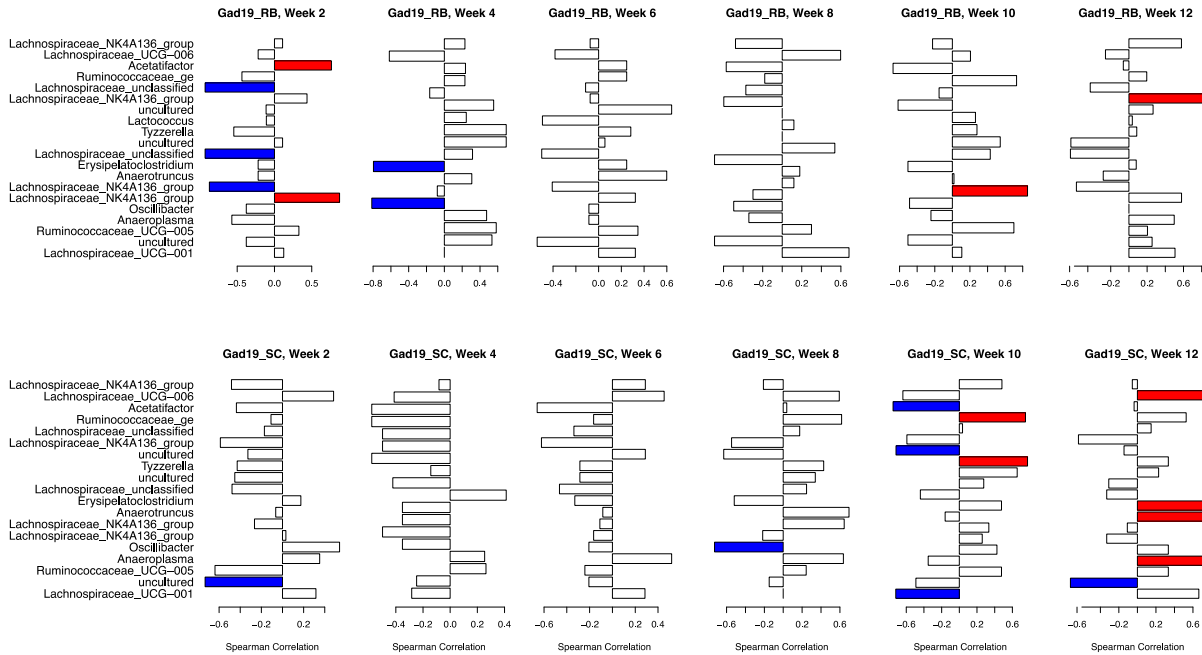 Gad19_RB, Week 2
Gad19_RB, Week 4
Gad19_RB, Week 6
Gad19_RB, Week 8
Gad19_RB, Week 10
Gad19_RB, Week 12
Lachnospiraceae_NK4A136_group
Lachnospiraceae_UCG−006
Acetatifactor
Ruminococcaceae_ge
Lachnospiraceae_unclassified
Lachnospiraceae_NK4A136_group
uncultured
Lactococcus
Tyzzerella
uncultured
Lachnospiraceae_unclassified
Erysipelatoclostridium
Anaerotruncus
Lachnospiraceae_NK4A136_group
Lachnospiraceae_NK4A136_group
Oscillibacter
Anaeroplasma
Ruminococcaceae_UCG−005
uncultured
Lachnospiraceae_UCG−001
−0.5 0.0 0.5
−0.8 −0.4 0.0 0.4
−0.4 0.0 0.2 0.4 0.6
−0.6 −0.2 0.2 0.6
−0.6 −0.2 0.2 0.6
−0.6 −0.2 0.2 0.6
Gad19_SC, Week 2
Gad19_SC, Week 4
Gad19_SC, Week 6
Gad19_SC, Week 8
Gad19_SC, Week 10
Gad19_SC, Week 12
Lachnospiraceae_NK4A136_group
Lachnospiraceae_UCG−006
Acetatifactor
Ruminococcaceae_ge
Lachnospiraceae_unclassified
Lachnospiraceae_NK4A136_group
uncultured
Tyzzerella
uncultured
Lachnospiraceae_unclassified
Erysipelatoclostridium
Anaerotruncus
Lachnospiraceae_NK4A136_group
Lachnospiraceae_NK4A136_group
Oscillibacter
Anaeroplasma
Ruminococcaceae_UCG−005
uncultured
Lachnospiraceae_UCG−001
−0.6 −0.2 0.2 0.4
−0.4 0.0 0.2 0.4
−0.6 −0.2 0.2 0.4
−0.6 −0.2 0.2 0.6
−0.6 −0.2 0.2 0.6
−0.6 0.0 0.4
Spearman Correlation
Spearman Correlation
Spearman Correlation
Spearman Correlation
Spearman Correlation
Spearman Correlation